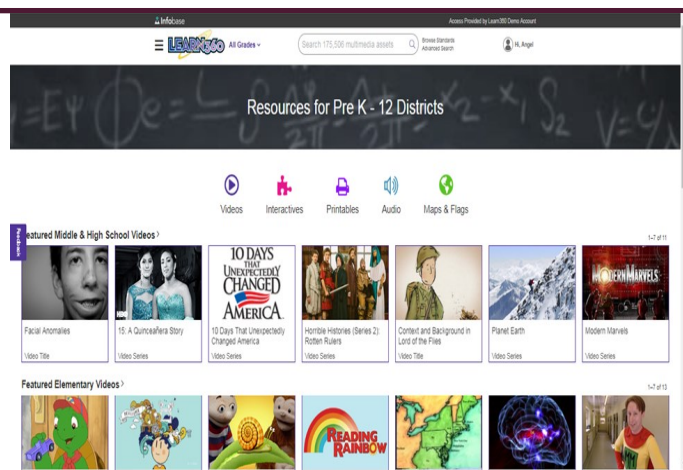 Infobase
Access Provided by Learn360 Demo Account
LEARN360
All Grades
Search 175,506 multimedia assets
Browse Standards
Advanced Search
Hi, Angel
Resources for Pre K - 12 Districts
Videos
Interactives
Printables
Audio
Maps & Flags
Feedback
Featured Middle & High School Videos >
1-7 of 11
HBO
10 DAYS
THAT
UNEXPECTEDLY
CHANGED
AMERICA
MODERN MARVELS
Facial Anomalies
15: A Quinceañera Story
10 Days That Unexpectedly
Changed America
Horrible Histories (Series 2):
Rotten Rulers
Context and Background in
Lord of the Flies
Planet Earth
Modern Marvels
Video Title
Video Series
Video Series
Video Series
Video Title
Video Series
Video Series
Featured Elementary Videos >
1-7 of 13
READING
RAINBOW